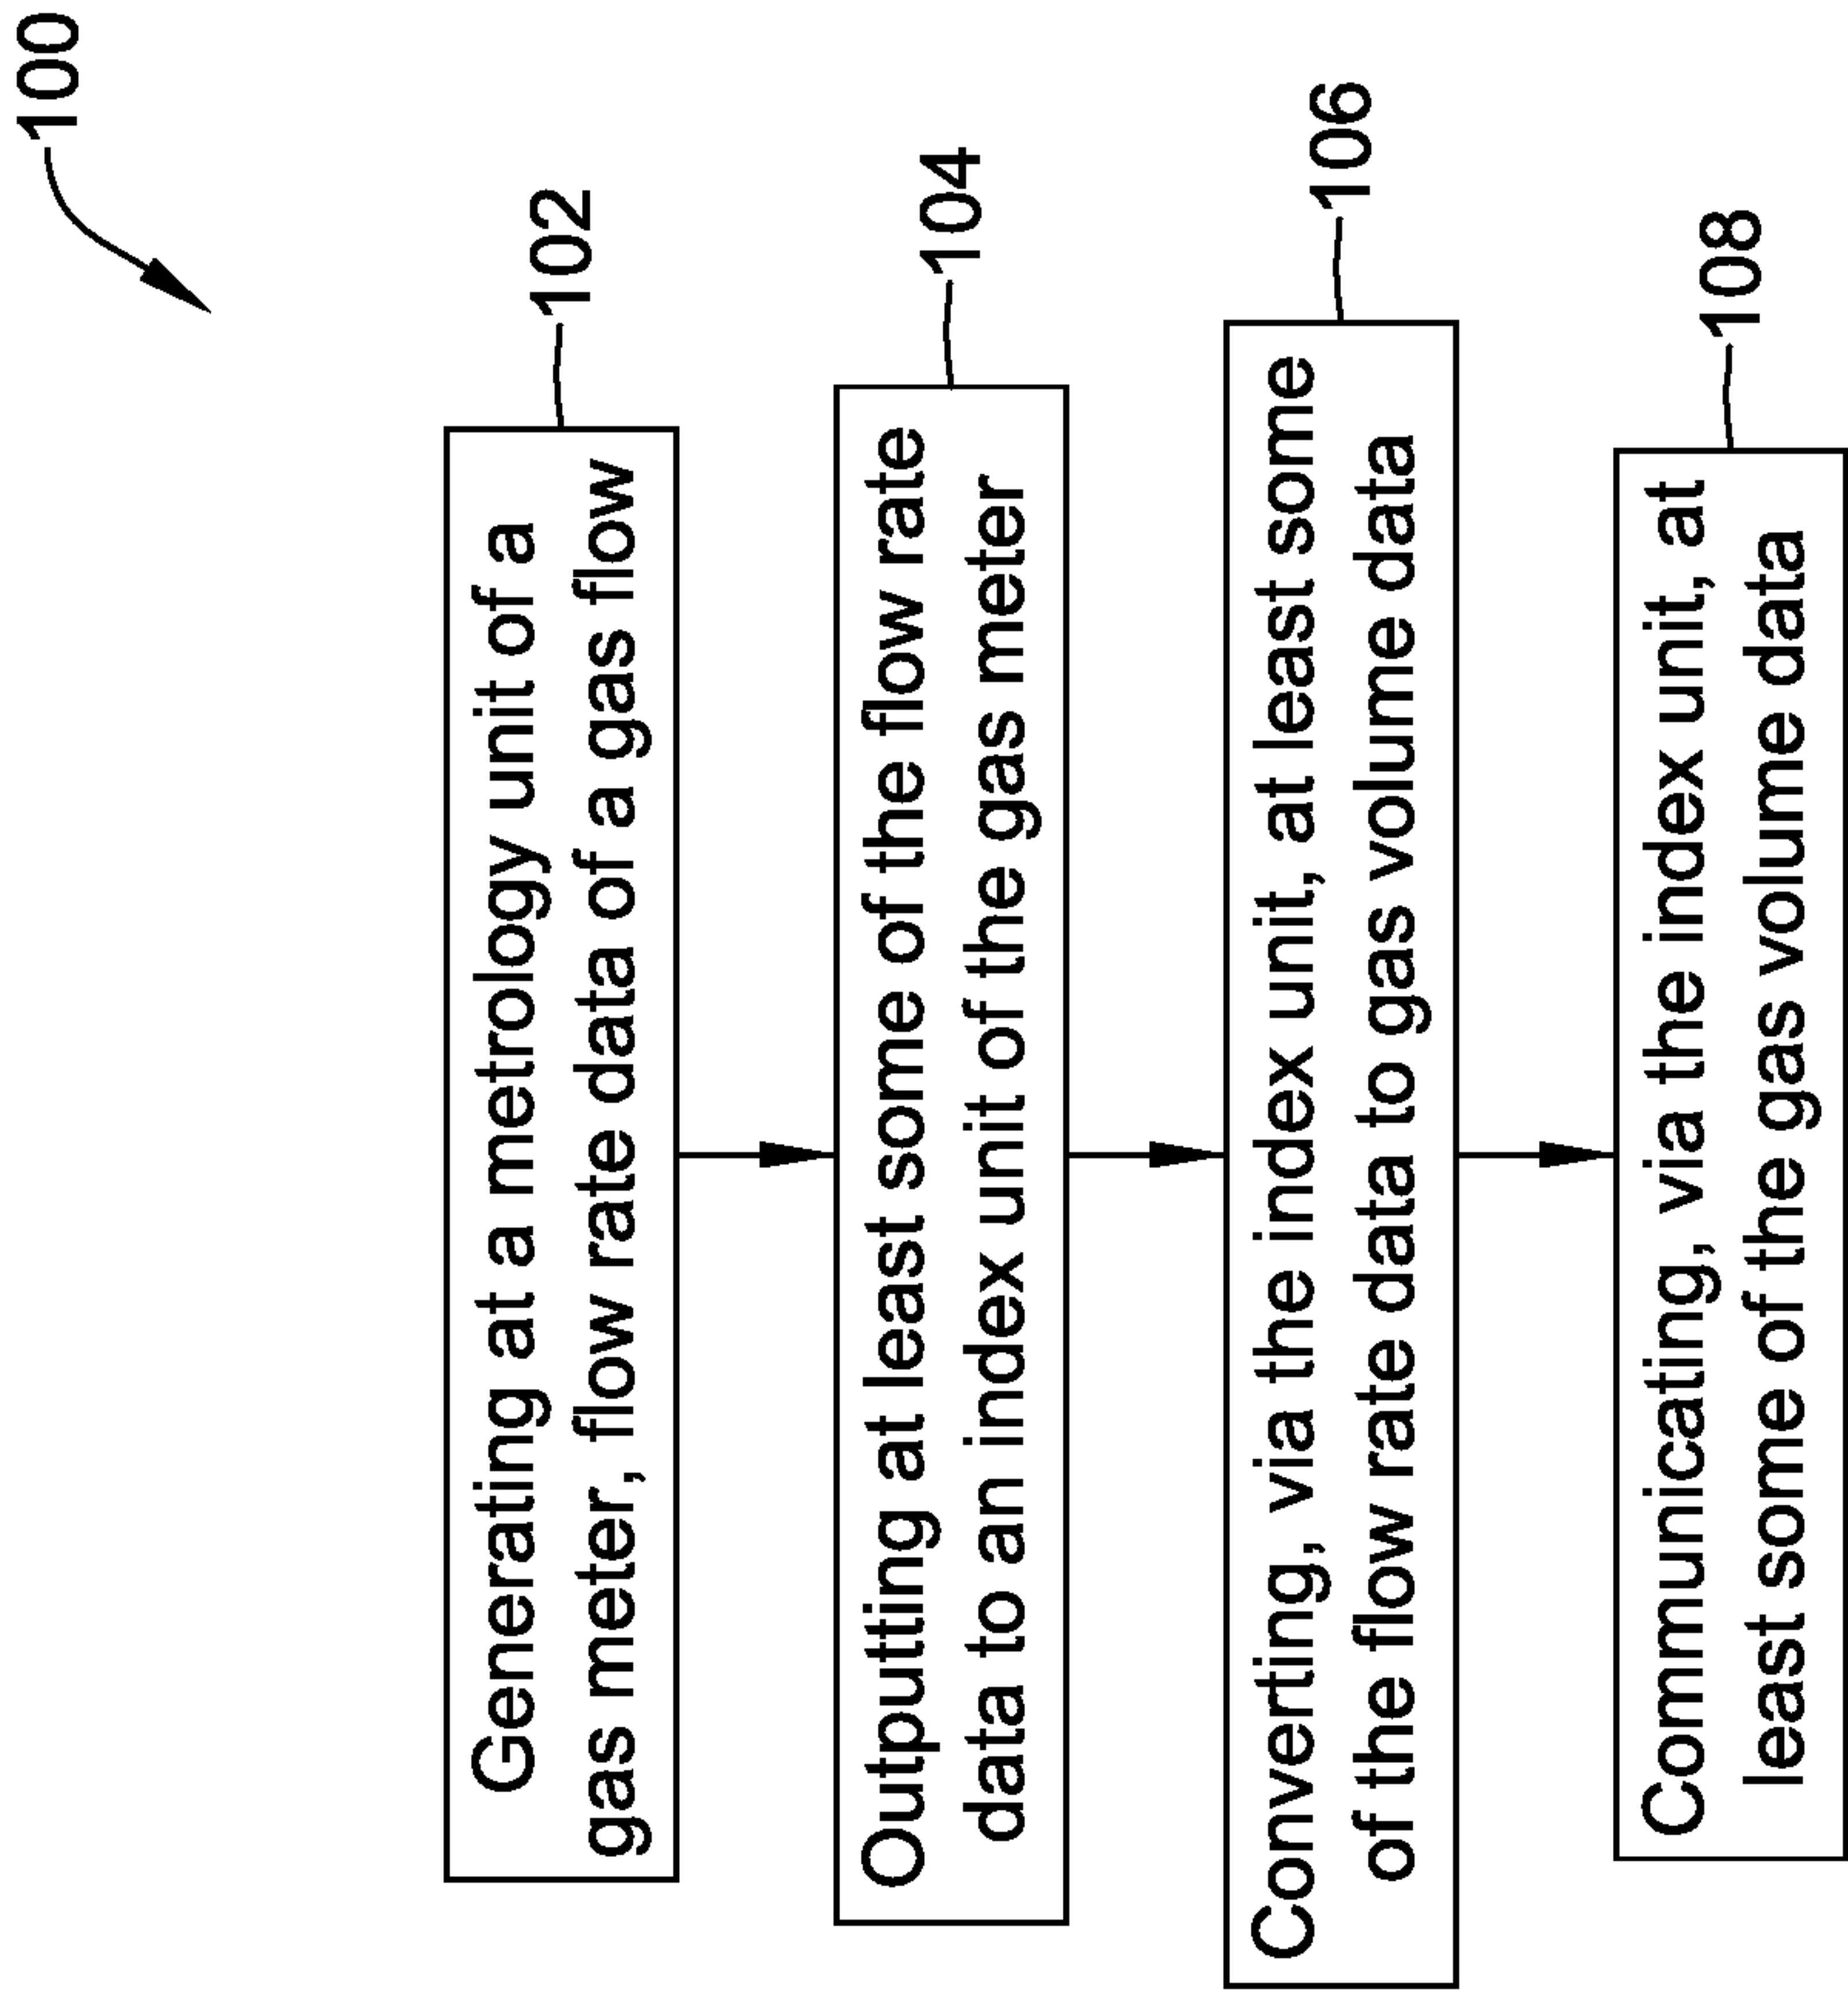 100
Generating at a metrology unit of a
gas meter, flow rate data of a gas flow
102
Outputting at least some of the flow rate
data to an index unit of the gas meter
104
Converting, via the index unit, at least some
of the flow rate data to gas volume data
106
Communicating, via the index unit, at
least some of the gas volume data
108